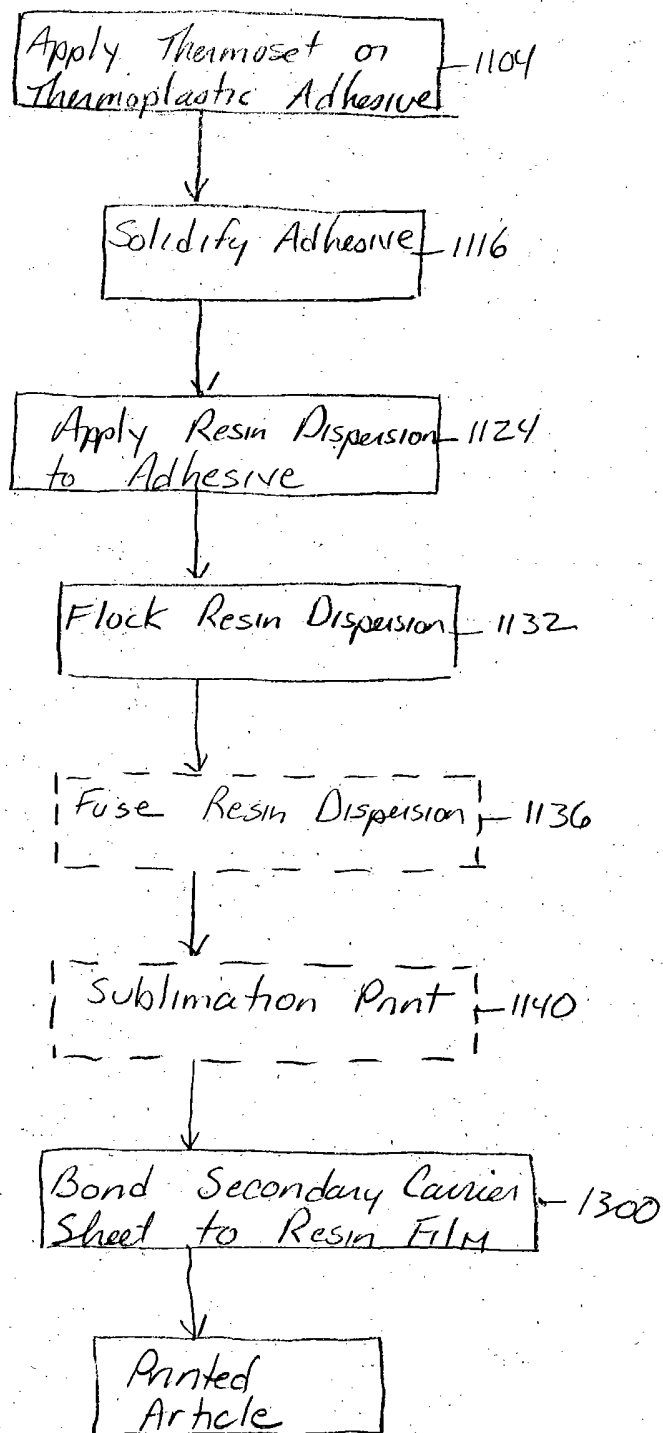 Apply Thermoset or
Thermoplastic Adhesive
1104
Solidify Adhesive
1116
Apply Resin Dispersion
to Adhesive
1124
Flock Resin Dispersion
1132
Fuse Resin Dispersion
1136
Sublimation Print
1140
Bond Secondary Carrier
Sheet to Resin Film
1300
Printed
Article